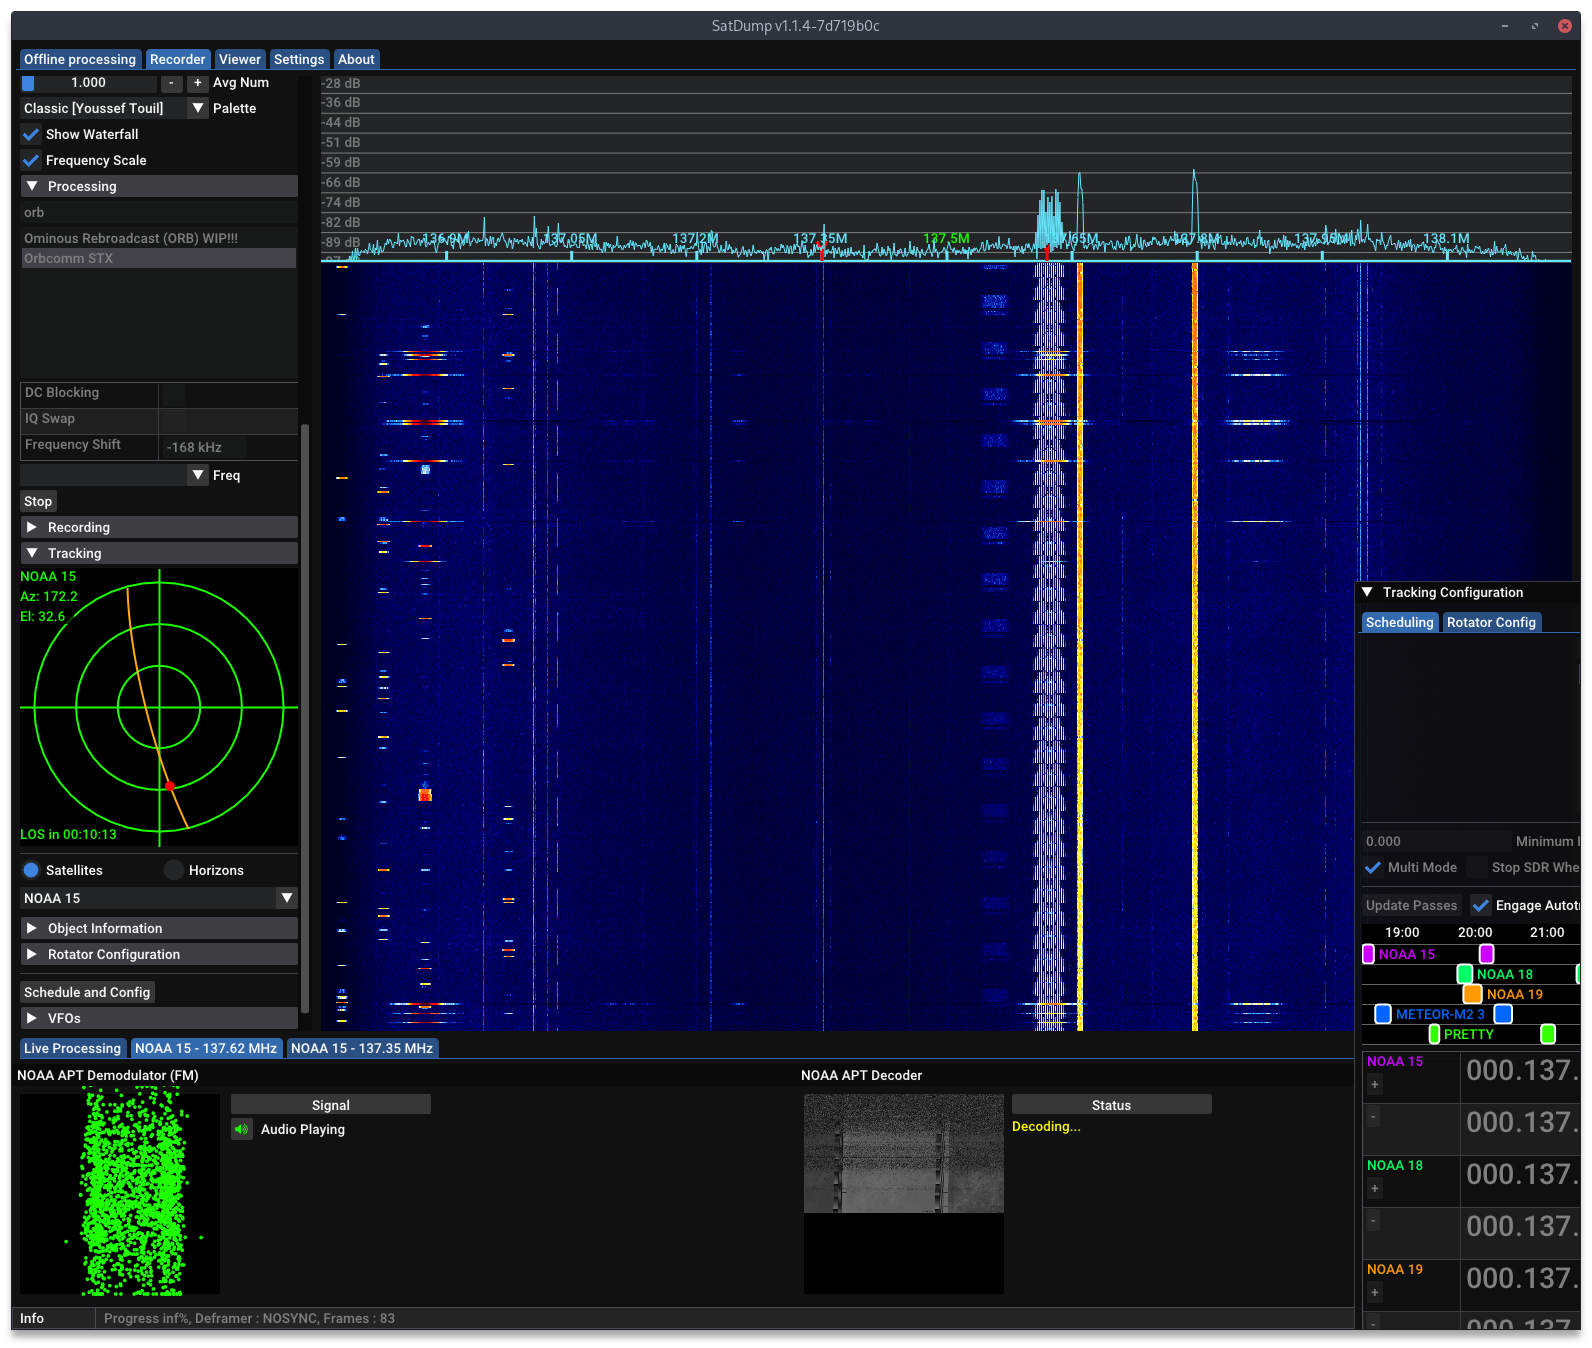 SatDump v1.1.4-7d719b0c
Offline processing Recorder Viewer Settings About
1.000 - + Avg Num
Classic [Youssef Touil] Palette
Show Waterfall
Frequency Scale
Processing
orb
Ominous Rebroadcast (ORB) WIP!!!
Orbcomm STX
DC Blocking
IQ Swap
Frequency Shift -168 kHz
Freq
Stop
Recording
Tracking
NOAA 15
Az: 172.2
El: 32.6
LOS in 00:10:13
Satellites Horizons
NOAA 15
Object Information
Rotator Configuration
Schedule and Config
VFOs
-28 dB
-36 dB
-44 dB
-51 dB
-59 dB
-66 dB
-74 dB
-82 dB
-89 dB
136.9M 137.05M 137.2M 137.35M 137.5M 137.65M 137.8M 137.95M 138.1M
Tracking Configuration
Scheduling Rotator Config
0.000 Minimum
Multi Mode Stop SDR Whe
Update Passes Engage Autot
19:00 20:00 21:00
NOAA 15
NOAA 18
NOAA 19
METEOR-M2 3
PRETTY
NOAA 15 000.137.
+
- 000.137.
NOAA 18 000.137.
+
- 000.137.
NOAA 19 000.137.
+
- 000.137.
Live Processing NOAA 15 - 137.62 MHz NOAA 15 - 137.35 MHz
NOAA APT Demodulator (FM)
Signal
Audio Playing
NOAA APT Decoder
Status
Decoding...
Info Progress inf%, Deframer : NOSYNC, Frames : 83